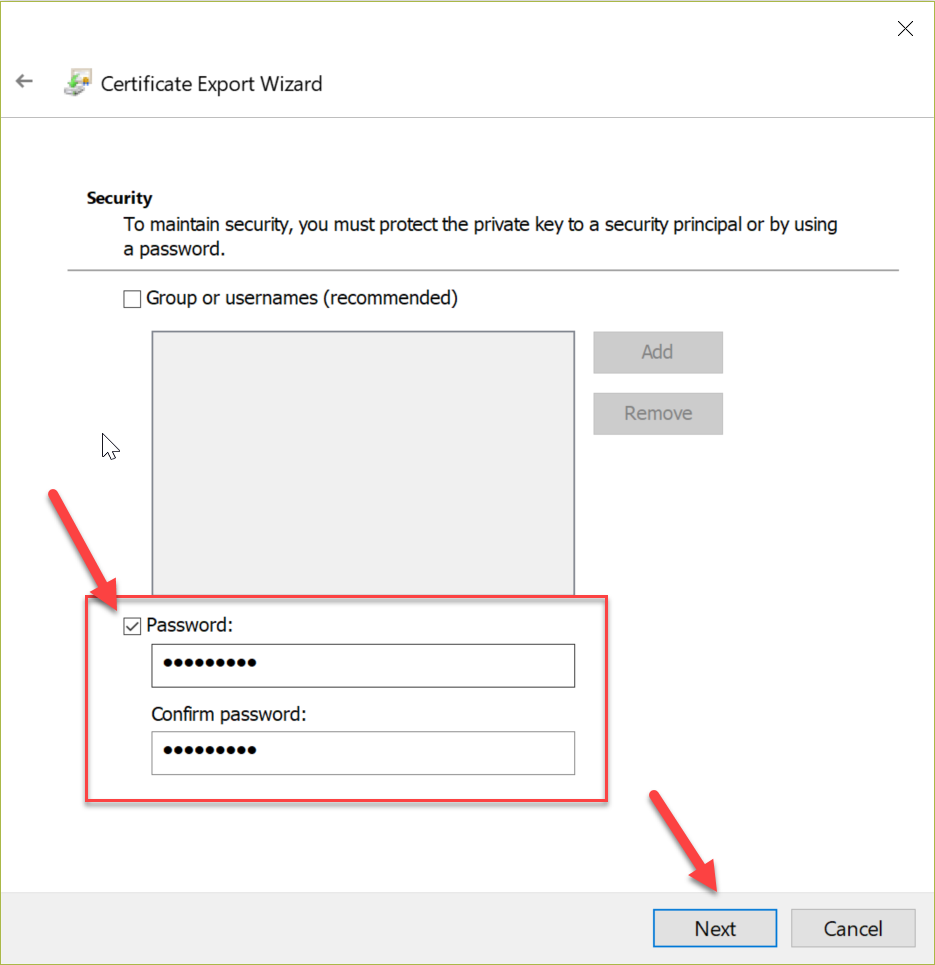 Certificate Export Wizard
Security
To maintain security, you must protect the private key to a security principal or by using
a password.
Group or usernames (recommended)
Add
Remove
Password:
●●●●●●●●●
Confirm password:
●●●●●●●●●
Next
Cancel